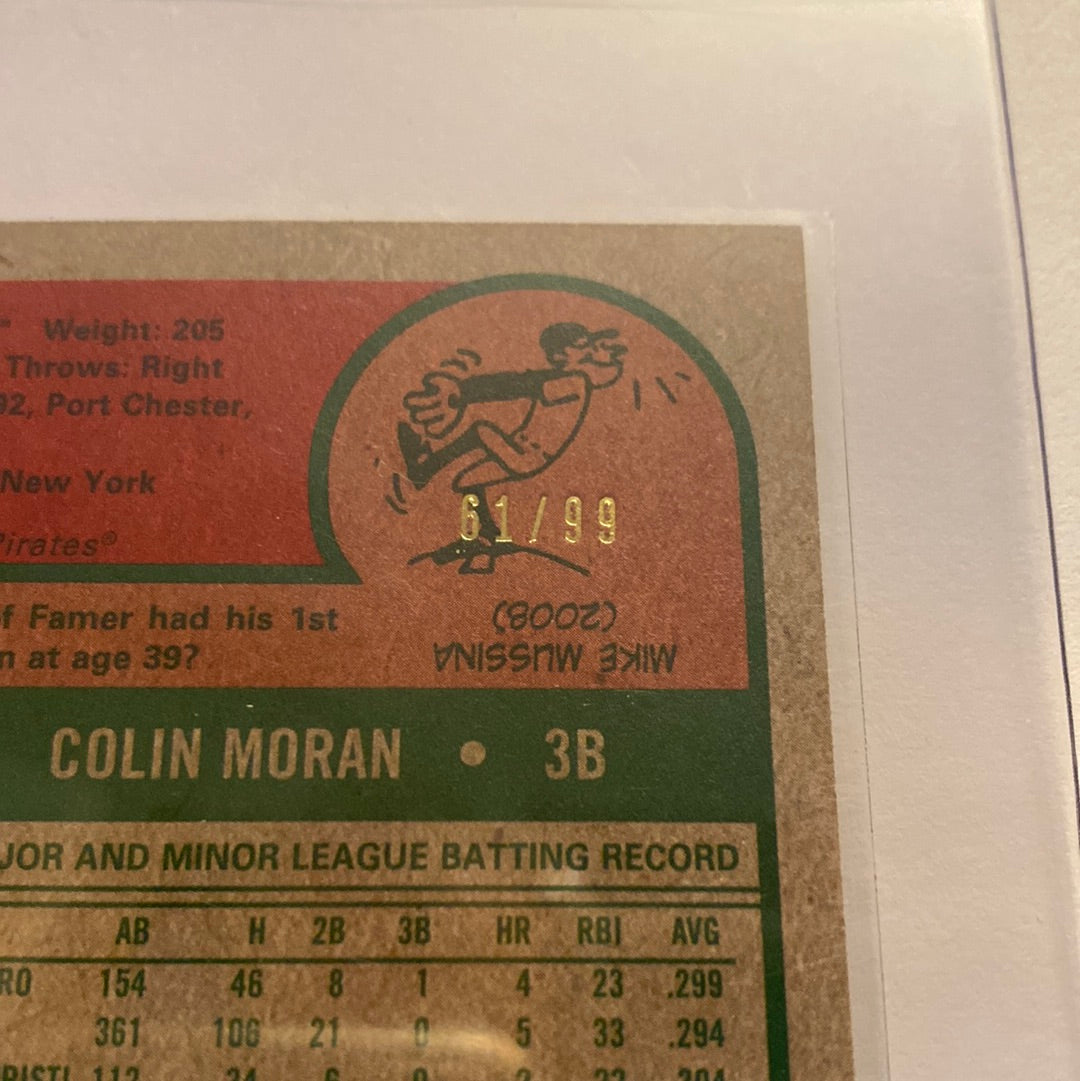 Weight: 205
Throws: Right
92, Port Chester,
New York
Pirates®
61/99
of Famer had his 1st
n at age 39?
MIKE MUSSINA
(2008)
COLIN MORAN • 3B
JOR AND MINOR LEAGUE BATTING RECORD
AB H 2B 3B HR RBI AVG
RO 154 46 8 1 4 23 .299
361 106 21 0 5 33 .294